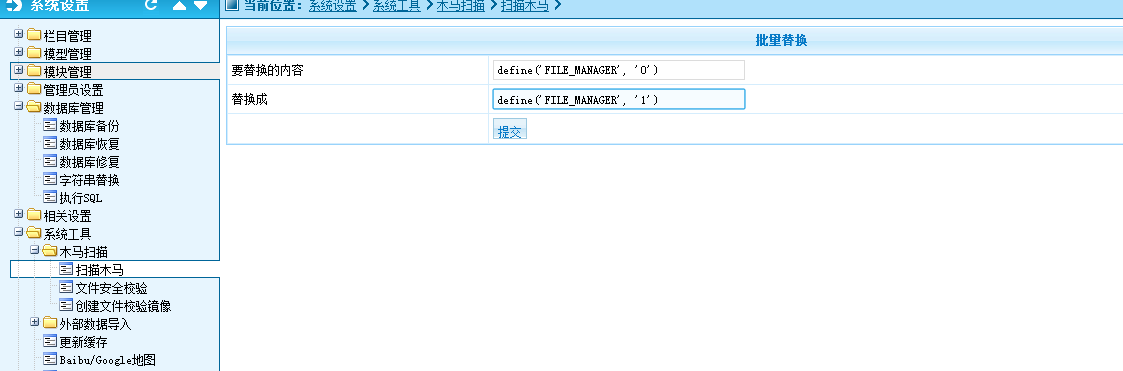 系统设置
当前位置：系统设置 > 系统工具 > 木马扫描 > 扫描木马 >
栏目管理
模型管理
模块管理
管理员设置
数据库管理
数据库备份
数据库恢复
数据库修复
字符串替换
执行SQL
相关设置
系统工具
木马扫描
扫描木马
文件安全校验
创建文件校验镜像
外部数据导入
更新缓存
Baibu/Google地图
批量替换
要替换的内容 define('FILE_MANAGER', '0')
替换成 define('FILE_MANAGER', '1')
提交